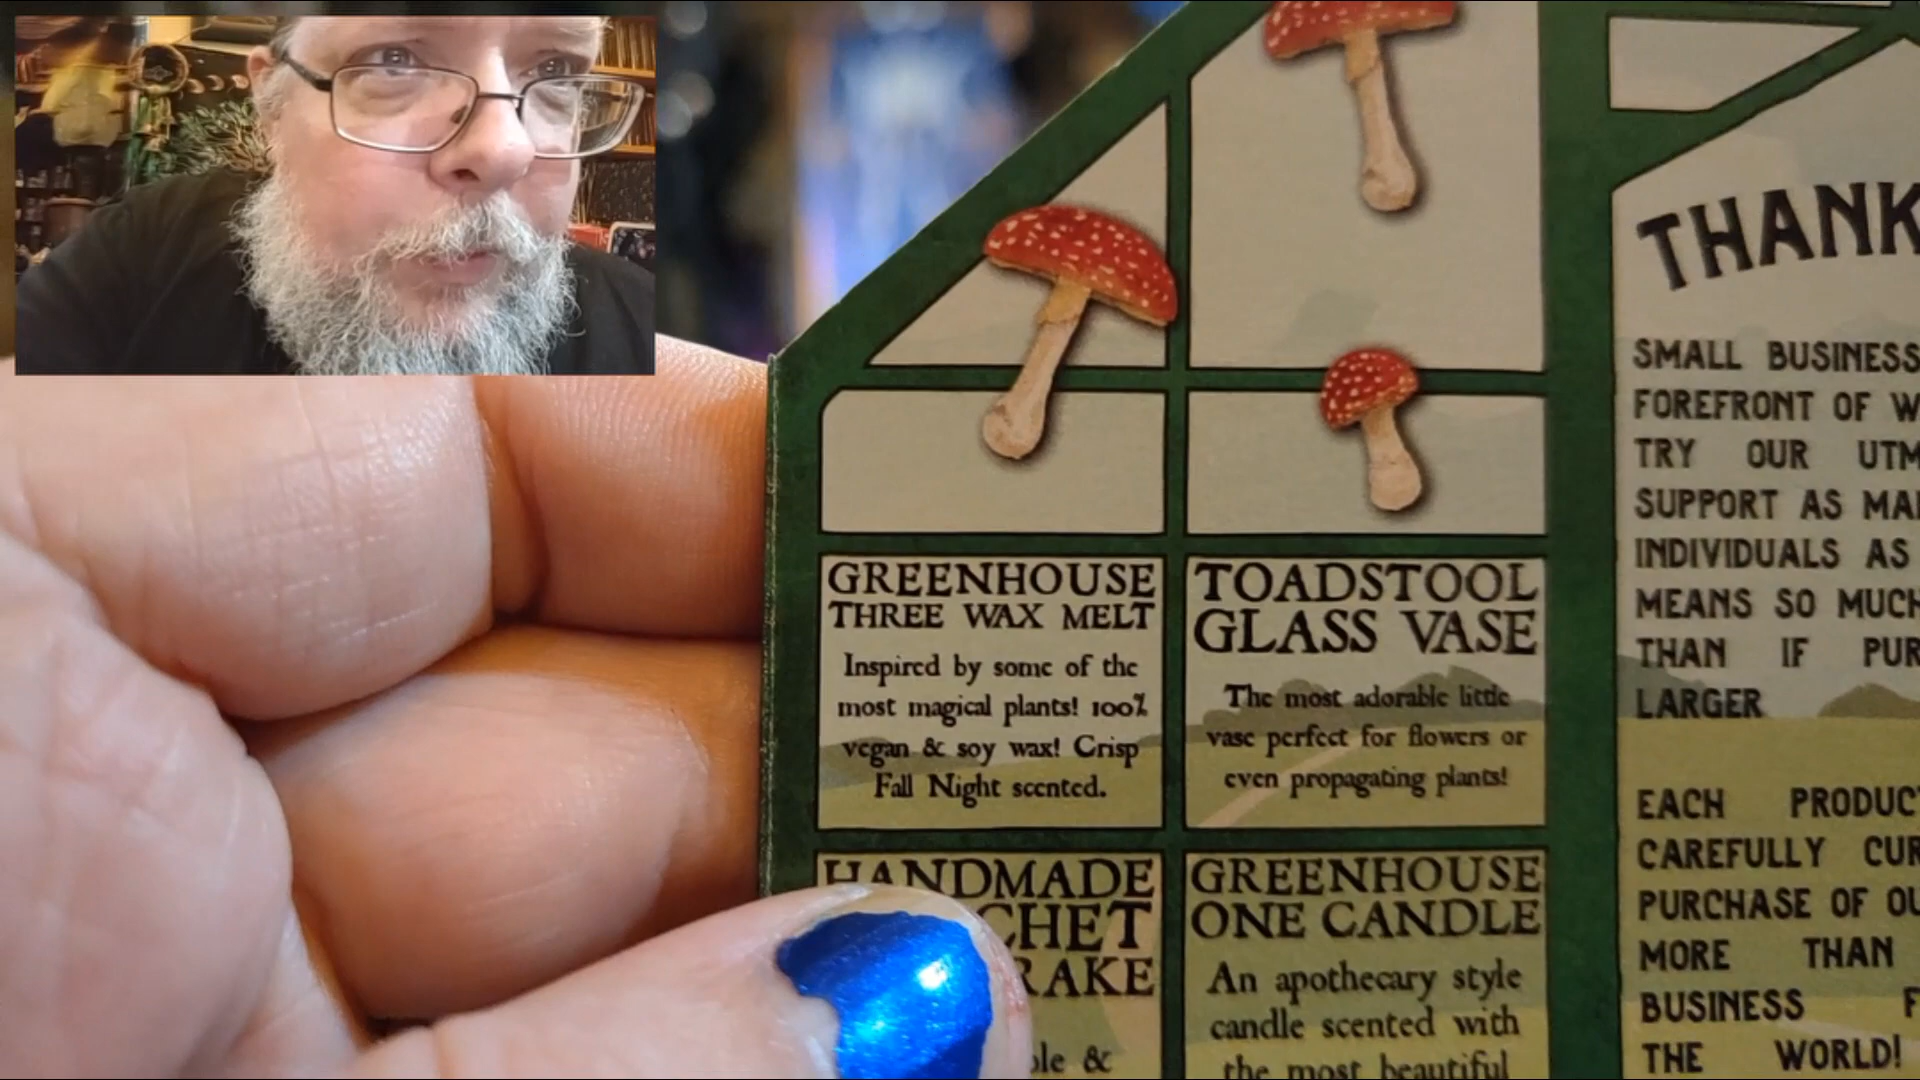 GREENHOUSE
THREE WAX MELT
Inspired by some of the
most magical plants! 100%
vegan & soy wax! Crisp
Fall Night scented.
TOADSTOOL
GLASS VASE
The most adorable little
vase perfect for flowers or
even propagating plants!
HANDMADE
GREENHOUSE
ONE CANDLE
An apothecary style
candle scented with
the most beautiful
THANK
SMALL BUSINESS
FOREFRONT OF
TRY OUR
SUPPORT AS
INDIVIDUALS AS
MEANS SO MUCH
THAN IF
LARGER
EACH
CAREFULLY
PURCHASE OF
MORE THAN
BUSINESS
THE WORLD!